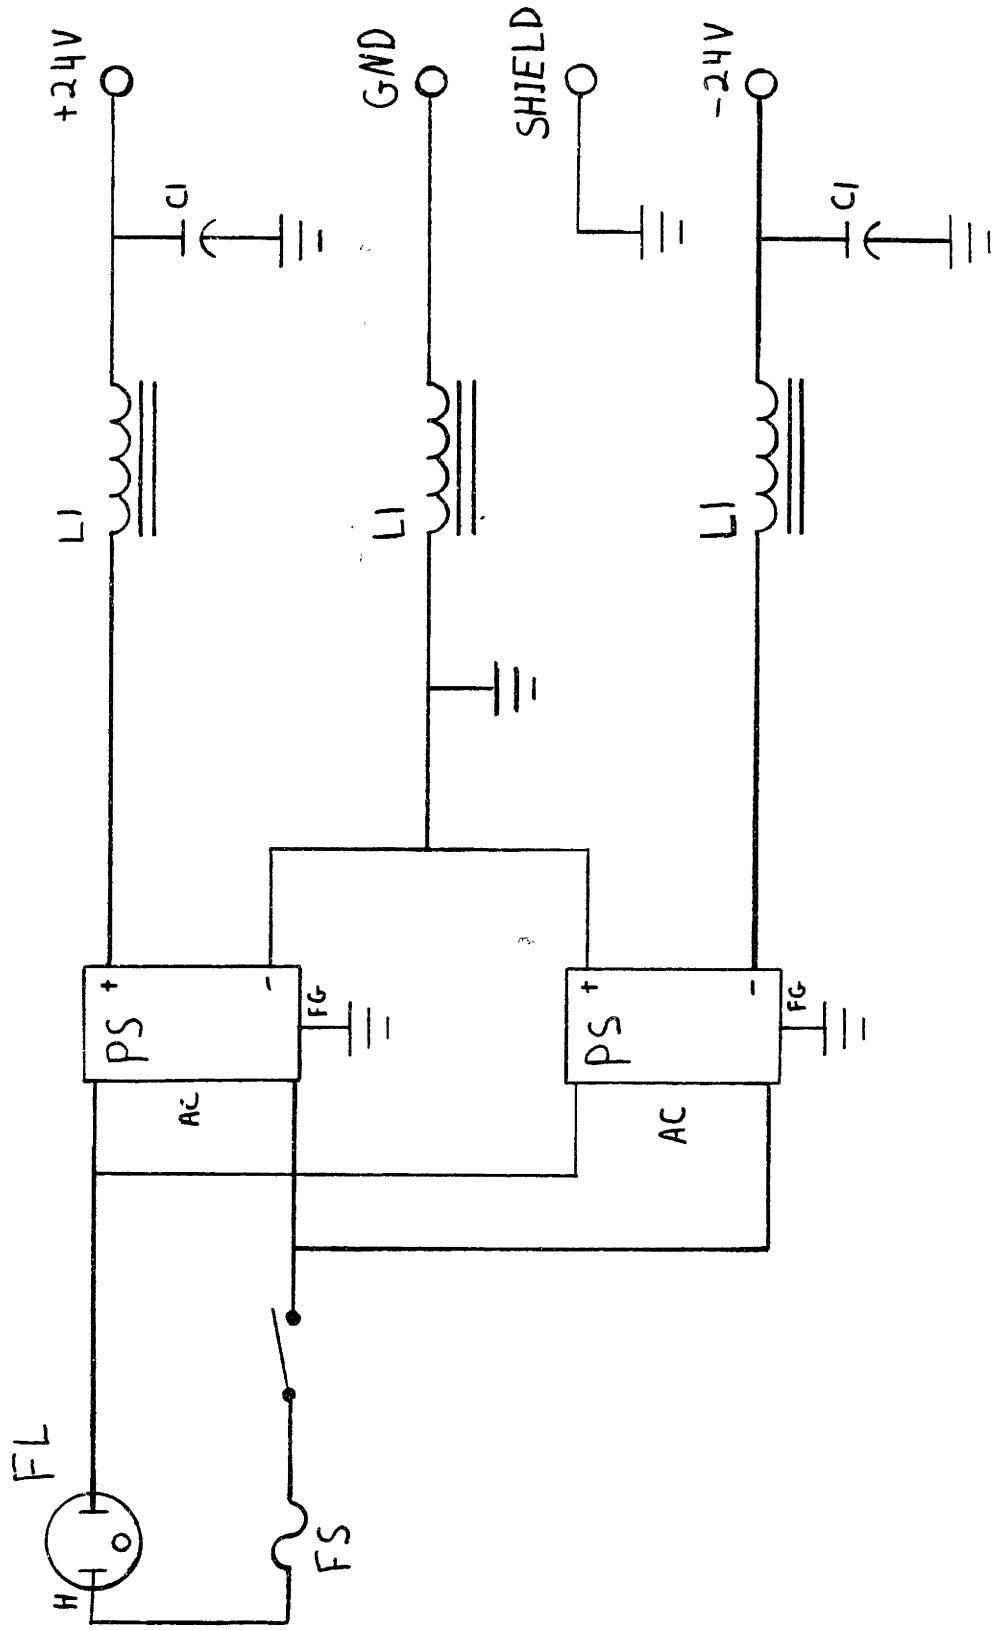 +24V
GND
SHIELD
-24V
C1
C1
L1
L1
L1
+
-
PS
FG
AC
+
-
PS
FG
AC
FL
H
FS